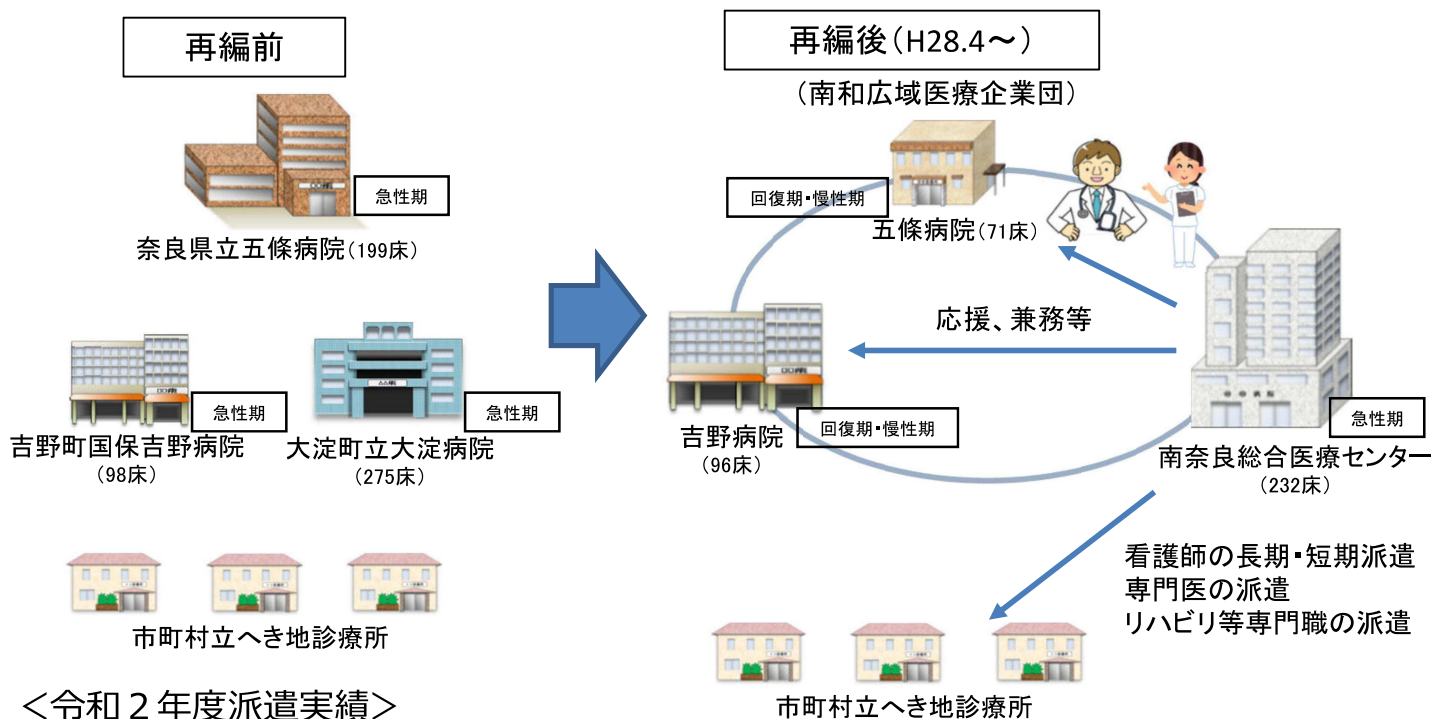 再編前
急性期
奈良県立五條病院(199床)
急性期
吉野町国保吉野病院
(98床)
急性期
大淀町立大淀病院
(275床)
市町村立へき地診療所
<令和2年度派遣実績>
再編後(H28.4~)
(南和広域医療企業団)
回復期・慢性期
五條病院(71床)
応援、兼務等
吉野病院
(96床)
回復期・慢性期
急性期
南奈良総合医療センター
(232床)
看護師の長期・短期派遣
専門医の派遣
リハビリ等専門職の派遣
市町村立へき地診療所